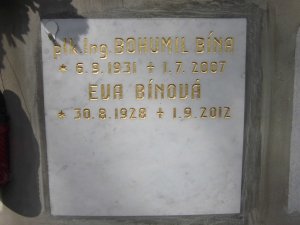 plk.Ing. BOHUMIL BÍNA
* 6.9.1931 ✝ 1.7.2007
EVA BÍNOVÁ
* 30.8.1928 ✝ 1.9.2012